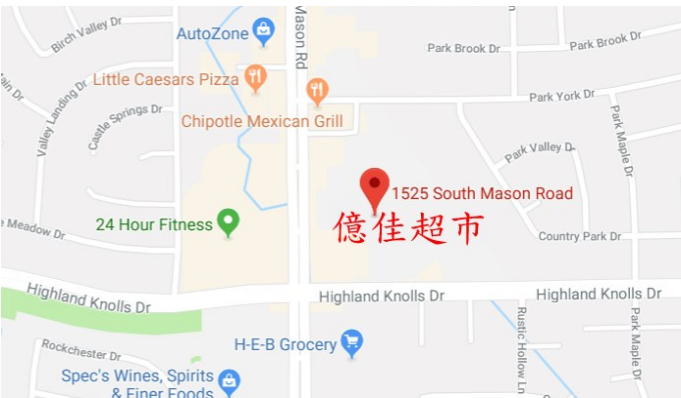 Birch Valley Dr
AutoZone
Mason Rd
Park Brook Dr
Park Brook Dr
Little Caesars Pizza
Valley Landing Dr
Castle Springs Dr
Chipotle Mexican Grill
Park York Dr
Park Maple Dr
Park Valley D
1525 South Mason Road
億佳超市
24 Hour Fitness
Meadow Dr
Country Park Dr
Highland Knolls Dr
Highland Knolls Dr
Highland Knolls Dr
Rockchester Dr
H-E-B Grocery
Rustic Hollow Ln
Park Maple Dr
Spec's Wines, Spirits
& Finer Foods